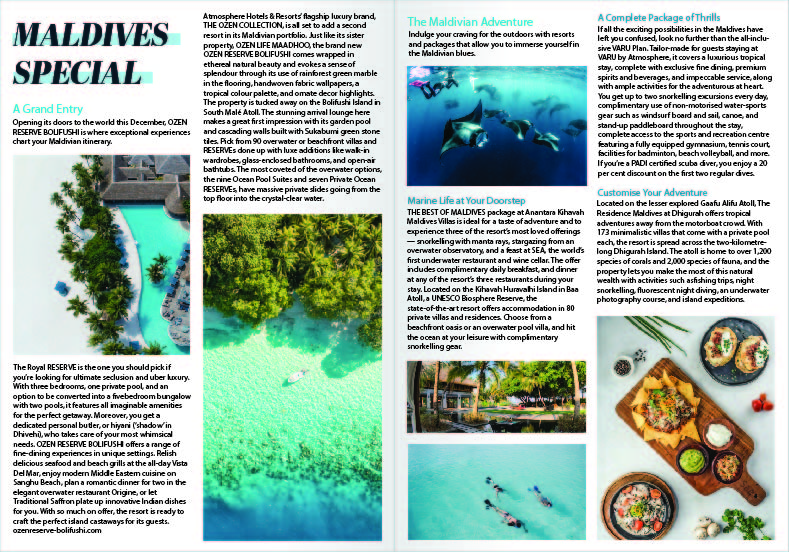 MALDIVES
SPECIAL
A Grand Entry
Opening its doors to the world this December, OZEN
RESERVE BOLIFUSHI is where exceptional experiences
chart your Maldivian itinerary.
The Royal RESERVE is the one you should pick if
you're looking for ultimate seclusion and uber luxury.
With three bedrooms, one private pool, and an
option to be converted into a fivebedroom bungalow
with two pools, it features all imaginable amenities
for the perfect getaway. Moreover, you get a
dedicated personal butler, or hiyani ('shadow' in
Dhivehi), who takes care of your most whimsical
needs. OZEN RESERVE BOLIFUSHI offers a range of
fine-dining experiences in unique settings. Relish
delicious seafood and beach grills at the all-day Vista
Del Mar, enjoy modern Middle Eastern cuisine on
Sanghu Beach, plan a romantic dinner for two in the
elegant overwater restaurant Origine, or let
Traditional Saffron plate up innovative Indian dishes
for you. With so much on offer, the resort is ready to
craft the perfect island castaways for its guests.
ozenreserve-bolifushi.com
Atmosphere Hotels & Resorts' flagship luxury brand,
THE OZEN COLLECTION, is all set to add a second
resort in its Maldivian portfolio. Just like its sister
property, OZEN LIFE MAADHOO, the brand new
OZEN RESERVE BOLIFUSHI comes wrapped in
ethereal natural beauty and evokes a sense of
splendour through its use of rainforest green marble
in the flooring, handwoven fabric wallpapers, a
tropical colour palette, and ornate decor highlights.
The property is tucked away on the Bolifushi Island in
South Malé Atoll. The stunning arrival lounge here
makes a great first impression with its garden pool
and cascading walls built with Sukabumi green stone
tiles. Pick from 90 overwater or beachfront villas and
RESERVEs done up with luxe additions like walk-in
wardrobes, glass-enclosed bathrooms, and open-air
bathtubs. The most coveted of the overwater options,
the nine Ocean Pool Suites and seven Private Ocean
RESERVEs, have massive private slides going from the
top floor into the crystal-clear water.
The Maldivian Adventure
Indulge your craving for the outdoors with resorts
and packages that allow you to immerse yourself in
the Maldivian blues.
Marine Life at Your Doorstep
THE BEST OF MALDIVES package at Anantara Kihavah
Maldives Villas is ideal for a taste of adventure and to
experience three of the resort's most loved offerings
— snorkelling with manta rays, stargazing from an
overwater observatory, and a feast at SEA, the world's
first underwater restaurant and wine cellar. The offer
includes complimentary daily breakfast, and dinner
at any of the resort's three restaurants during your
stay. Located on the Kihavah Huravalhi Island in Baa
Atoll, a UNESCO Biosphere Reserve, the
state-of-the-art resort offers accommodation in 80
private villas and residences. Choose from a
beachfront oasis or an overwater pool villa, and hit
the ocean at your leisure with complimentary
snorkelling gear.
A Complete Package of Thrills
If all the exciting possibilities in the Maldives have
left you confused, look no further than the all-inclu-
sive VARU Plan. Tailor-made for guests staying at
VARU by Atmosphere, it covers a luxurious tropical
stay, complete with exclusive fine dining, premium
spirits and beverages, and impeccable service, along
with ample activities for the adventurous at heart.
You get up to two snorkelling excursions every day,
complimentary use of non-motorised water-sports
gear such as windsurf board and sail, canoe, and
stand-up paddleboard throughout the stay,
complete access to the sports and recreation centre
featuring a fully equipped gymnasium, tennis court,
facilities for badminton, beach volleyball, and more.
If you're a PADI certified scuba diver, you enjoy a 20
per cent discount on the first two regular dives.
Customise Your Adventure
Located on the lesser explored Gaafu Alifu Atoll, The
Residence Maldives at Dhigurah offers tropical
adventures away from the motorboat crowd. With
173 minimalistic villas that come with a private pool
each, the resort is spread across the two-kilometre-
long Dhigurah Island. The atoll is home to over 1,200
species of corals and 2,000 species of fauna, and the
property lets you make the most of this natural
wealth with activities such asfishing trips, night
snorkelling, fluorescent night diving, an underwater
photography course, and island expeditions.